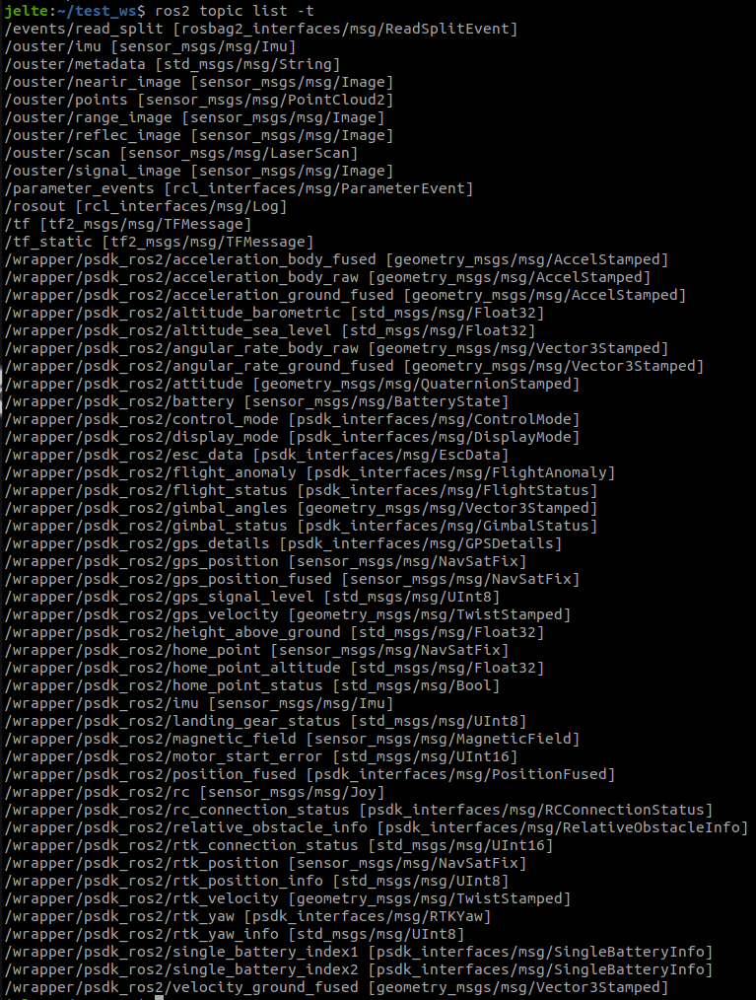 jelte:~/test_ws$ ros2 topic list -t
/events/read_split [rosbag2_interfaces/msg/ReadSplitEvent]
/ouster/imu [sensor_msgs/msg/Imu]
/ouster/metadata [std_msgs/msg/String]
/ouster/nearir_image [sensor_msgs/msg/Image]
/ouster/points [sensor_msgs/msg/PointCloud2]
/ouster/range_image [sensor_msgs/msg/Image]
/ouster/reflec_image [sensor_msgs/msg/Image]
/ouster/scan [sensor_msgs/msg/LaserScan]
/ouster/signal_image [sensor_msgs/msg/Image]
/parameter_events [rcl_interfaces/msg/ParameterEvent]
/rosout [rcl_interfaces/msg/Log]
/tf [tf2_msgs/msg/TFMessage]
/tf_static [tf2_msgs/msg/TFMessage]
/wrapper/psdk_ros2/acceleration_body_fused [geometry_msgs/msg/AccelStamped]
/wrapper/psdk_ros2/acceleration_body_raw [geometry_msgs/msg/AccelStamped]
/wrapper/psdk_ros2/acceleration_ground_fused [geometry_msgs/msg/AccelStamped]
/wrapper/psdk_ros2/altitude_barometric [std_msgs/msg/Float32]
/wrapper/psdk_ros2/altitude_sea_level [std_msgs/msg/Float32]
/wrapper/psdk_ros2/angular_rate_body_raw [geometry_msgs/msg/Vector3Stamped]
/wrapper/psdk_ros2/angular_rate_ground_fused [geometry_msgs/msg/Vector3Stamped]
/wrapper/psdk_ros2/attitude [geometry_msgs/msg/QuaternionStamped]
/wrapper/psdk_ros2/battery [sensor_msgs/msg/BatteryState]
/wrapper/psdk_ros2/control_mode [psdk_interfaces/msg/ControlMode]
/wrapper/psdk_ros2/display_mode [psdk_interfaces/msg/DisplayMode]
/wrapper/psdk_ros2/esc_data [psdk_interfaces/msg/EscData]
/wrapper/psdk_ros2/flight_anomaly [psdk_interfaces/msg/FlightAnomaly]
/wrapper/psdk_ros2/flight_status [psdk_interfaces/msg/FlightStatus]
/wrapper/psdk_ros2/gimbal_angles [geometry_msgs/msg/Vector3Stamped]
/wrapper/psdk_ros2/gimbal_status [psdk_interfaces/msg/GimbalStatus]
/wrapper/psdk_ros2/gps_details [psdk_interfaces/msg/GPSDetails]
/wrapper/psdk_ros2/gps_position [sensor_msgs/msg/NavSatFix]
/wrapper/psdk_ros2/gps_position_fused [sensor_msgs/msg/NavSatFix]
/wrapper/psdk_ros2/gps_signal_level [std_msgs/msg/UInt8]
/wrapper/psdk_ros2/gps_velocity [geometry_msgs/msg/TwistStamped]
/wrapper/psdk_ros2/height_above_ground [std_msgs/msg/Float32]
/wrapper/psdk_ros2/home_point [sensor_msgs/msg/NavSatFix]
/wrapper/psdk_ros2/home_point_altitude [std_msgs/msg/Float32]
/wrapper/psdk_ros2/home_point_status [std_msgs/msg/Bool]
/wrapper/psdk_ros2/imu [sensor_msgs/msg/Imu]
/wrapper/psdk_ros2/landing_gear_status [std_msgs/msg/UInt8]
/wrapper/psdk_ros2/magnetic_field [sensor_msgs/msg/MagneticField]
/wrapper/psdk_ros2/motor_start_error [std_msgs/msg/UInt16]
/wrapper/psdk_ros2/position_fused [psdk_interfaces/msg/PositionFused]
/wrapper/psdk_ros2/rc [sensor_msgs/msg/Joy]
/wrapper/psdk_ros2/rc_connection_status [psdk_interfaces/msg/RCConnectionStatus]
/wrapper/psdk_ros2/relative_obstacle_info [psdk_interfaces/msg/RelativeObstacleInfo]
/wrapper/psdk_ros2/rtk_connection_status [std_msgs/msg/UInt16]
/wrapper/psdk_ros2/rtk_position [sensor_msgs/msg/NavSatFix]
/wrapper/psdk_ros2/rtk_position_info [std_msgs/msg/UInt8]
/wrapper/psdk_ros2/rtk_velocity [geometry_msgs/msg/TwistStamped]
/wrapper/psdk_ros2/rtk_yaw [psdk_interfaces/msg/RTKYaw]
/wrapper/psdk_ros2/rtk_yaw_info [std_msgs/msg/UInt8]
/wrapper/psdk_ros2/single_battery_index1 [psdk_interfaces/msg/SingleBatteryInfo]
/wrapper/psdk_ros2/single_battery_index2 [psdk_interfaces/msg/SingleBatteryInfo]
/wrapper/psdk_ros2/velocity_ground_fused [geometry_msgs/msg/Vector3Stamped]